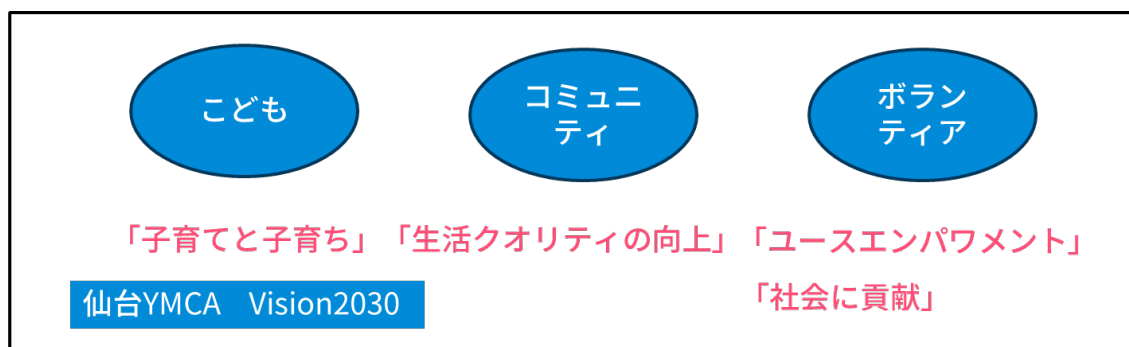 こども
コミュニ
ティ
ボラン
ティア
「子育てと子育ち」「生活クオリティの向上」「ユースエンパワメント」
仙台YMCA　Vision2030
「社会に貢献」